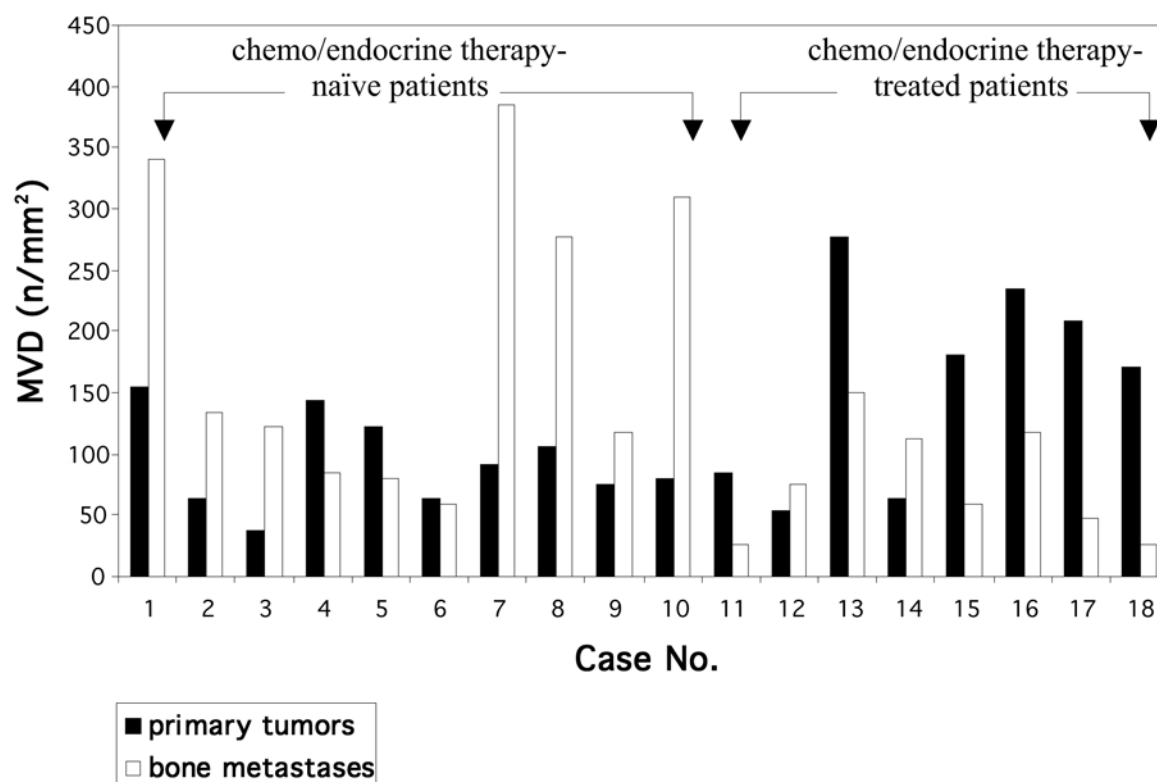 450
400
350
300
250
200
150
100
50
0
MVD (n/mm²)
chemo/endocrine therapy-
naïve patients
chemo/endocrine therapy-
treated patients
1 2 3 4 5 6 7 8 9 10 11 12 13 14 15 16 17 18
Case No.
primary tumors
bone metastases